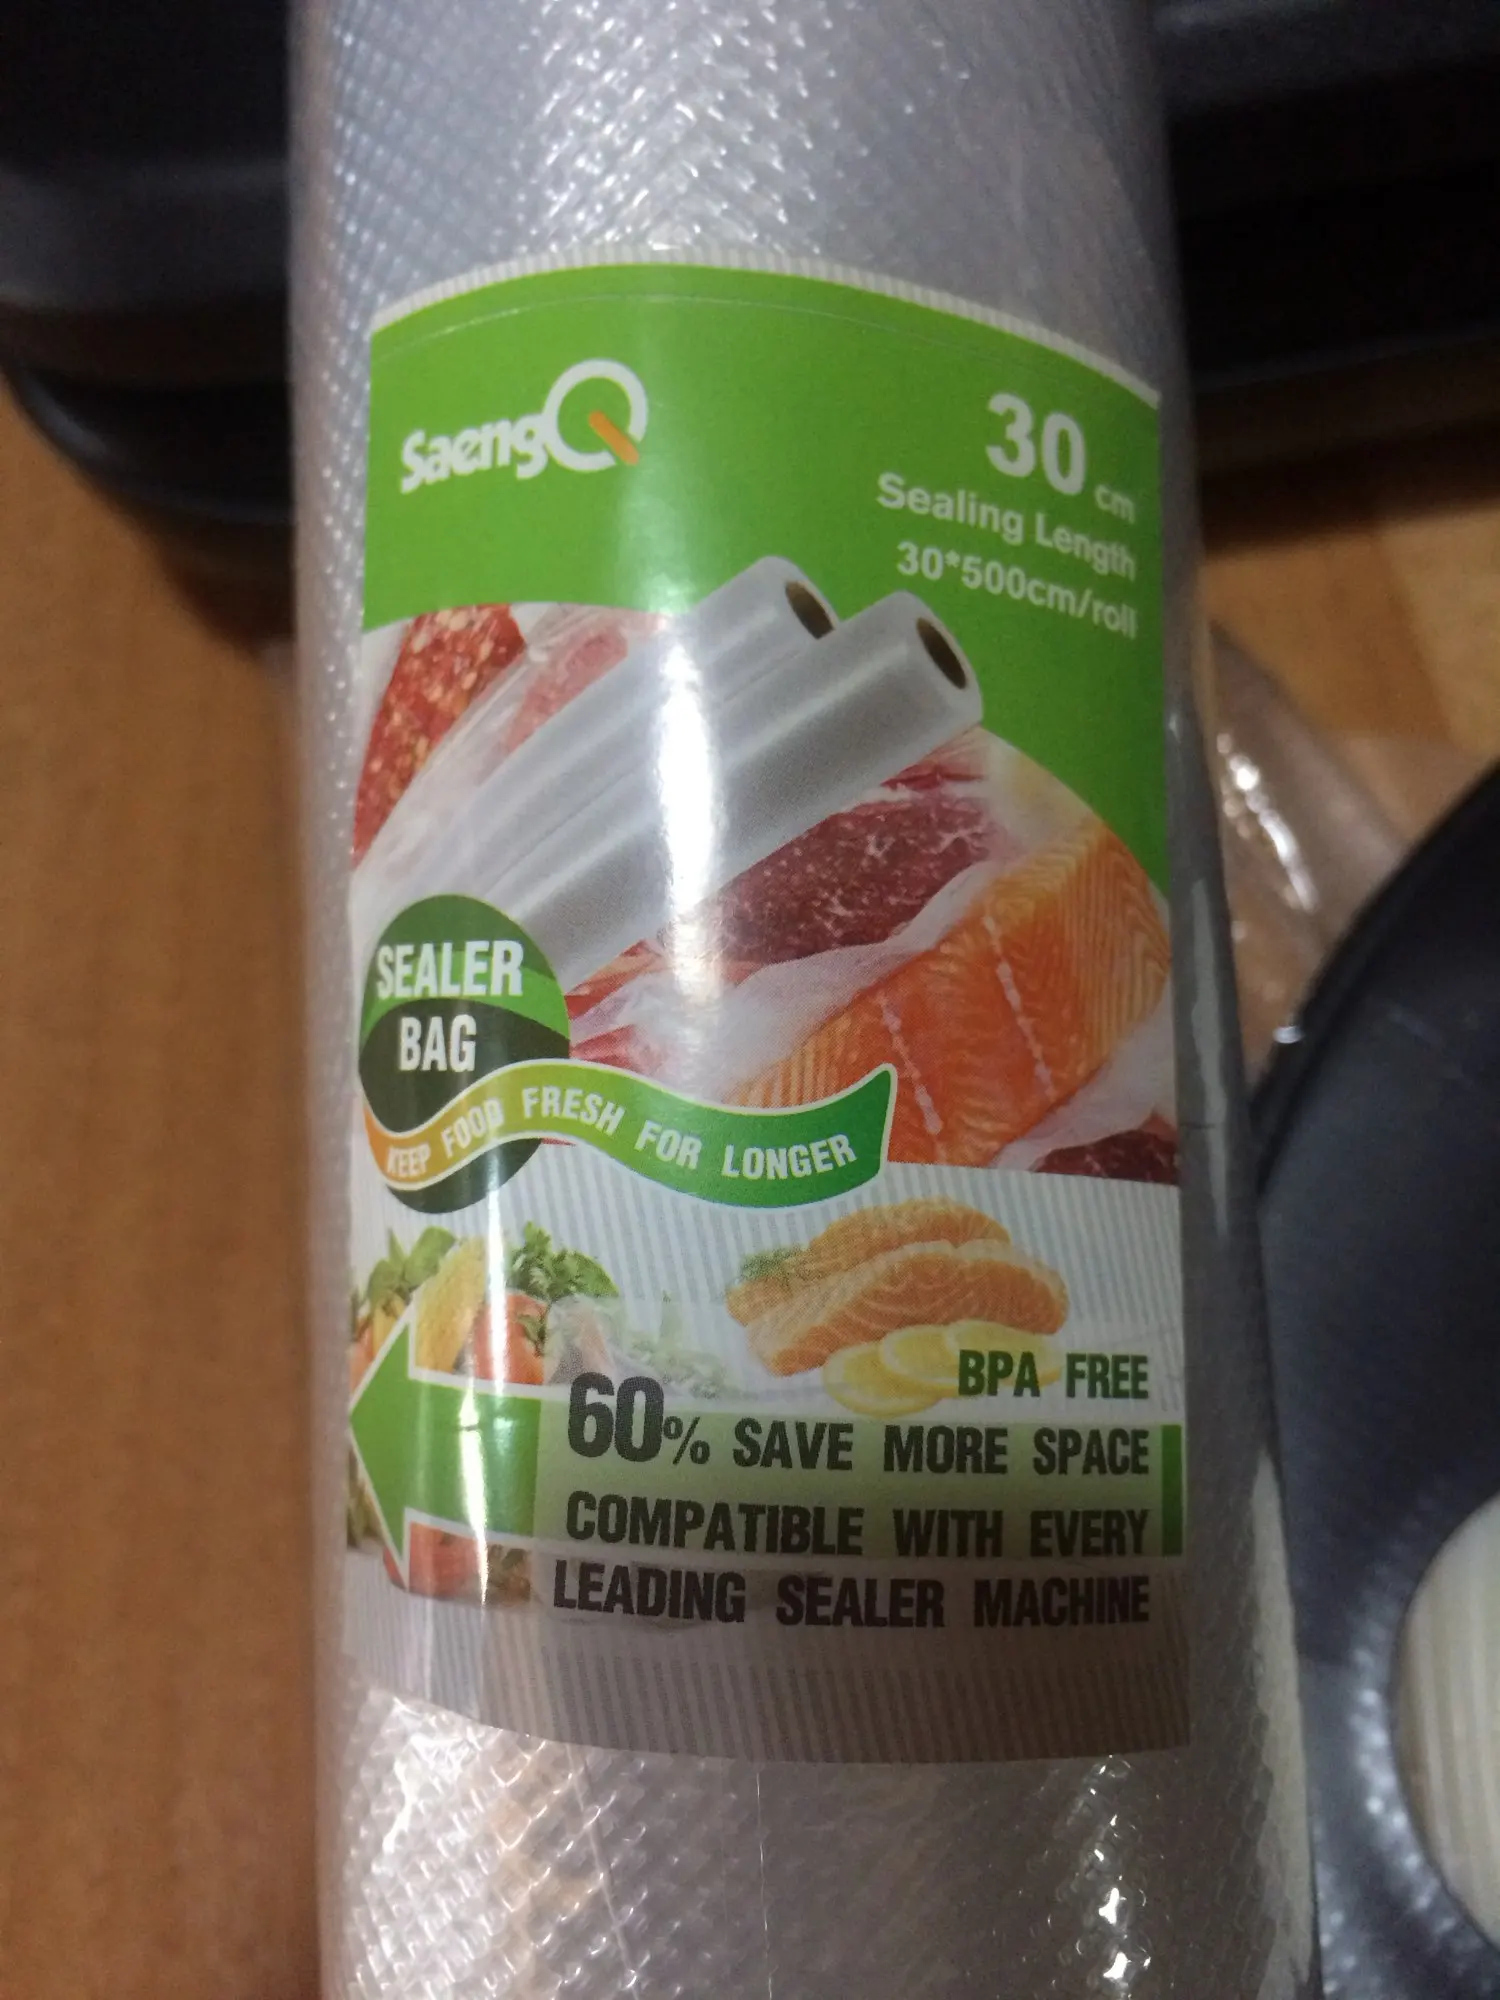 SaengQ
30 cm
Sealing Length
30*500cm/roll
SEALER
BAG
KEEP FOOD FRESH FOR LONGER
BPA FREE
60% SAVE MORE SPACE
COMPATIBLE WITH EVERY
LEADING SEALER MACHINE